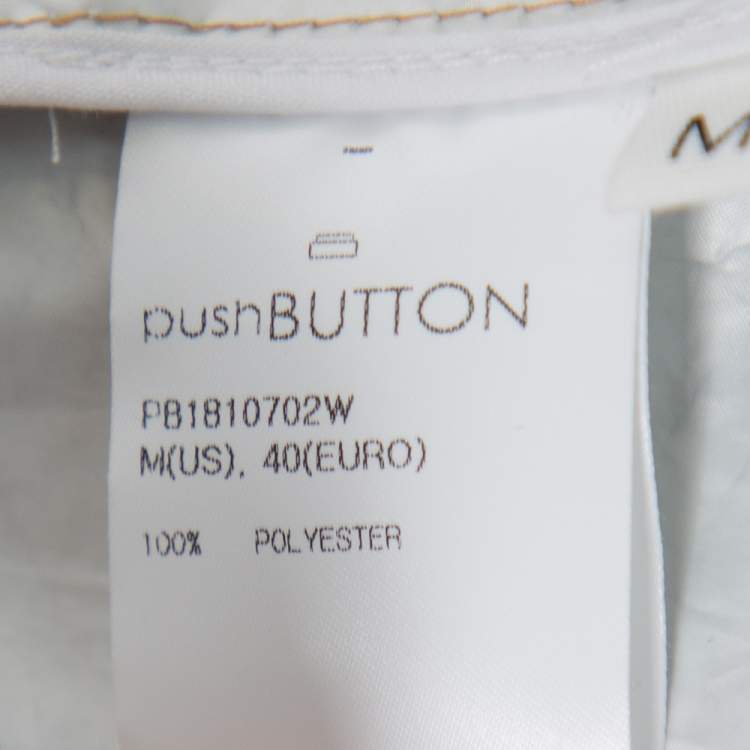 M
pushBUTTON
PB1810702W
M(US), 40(EURO)
100% POLYESTER